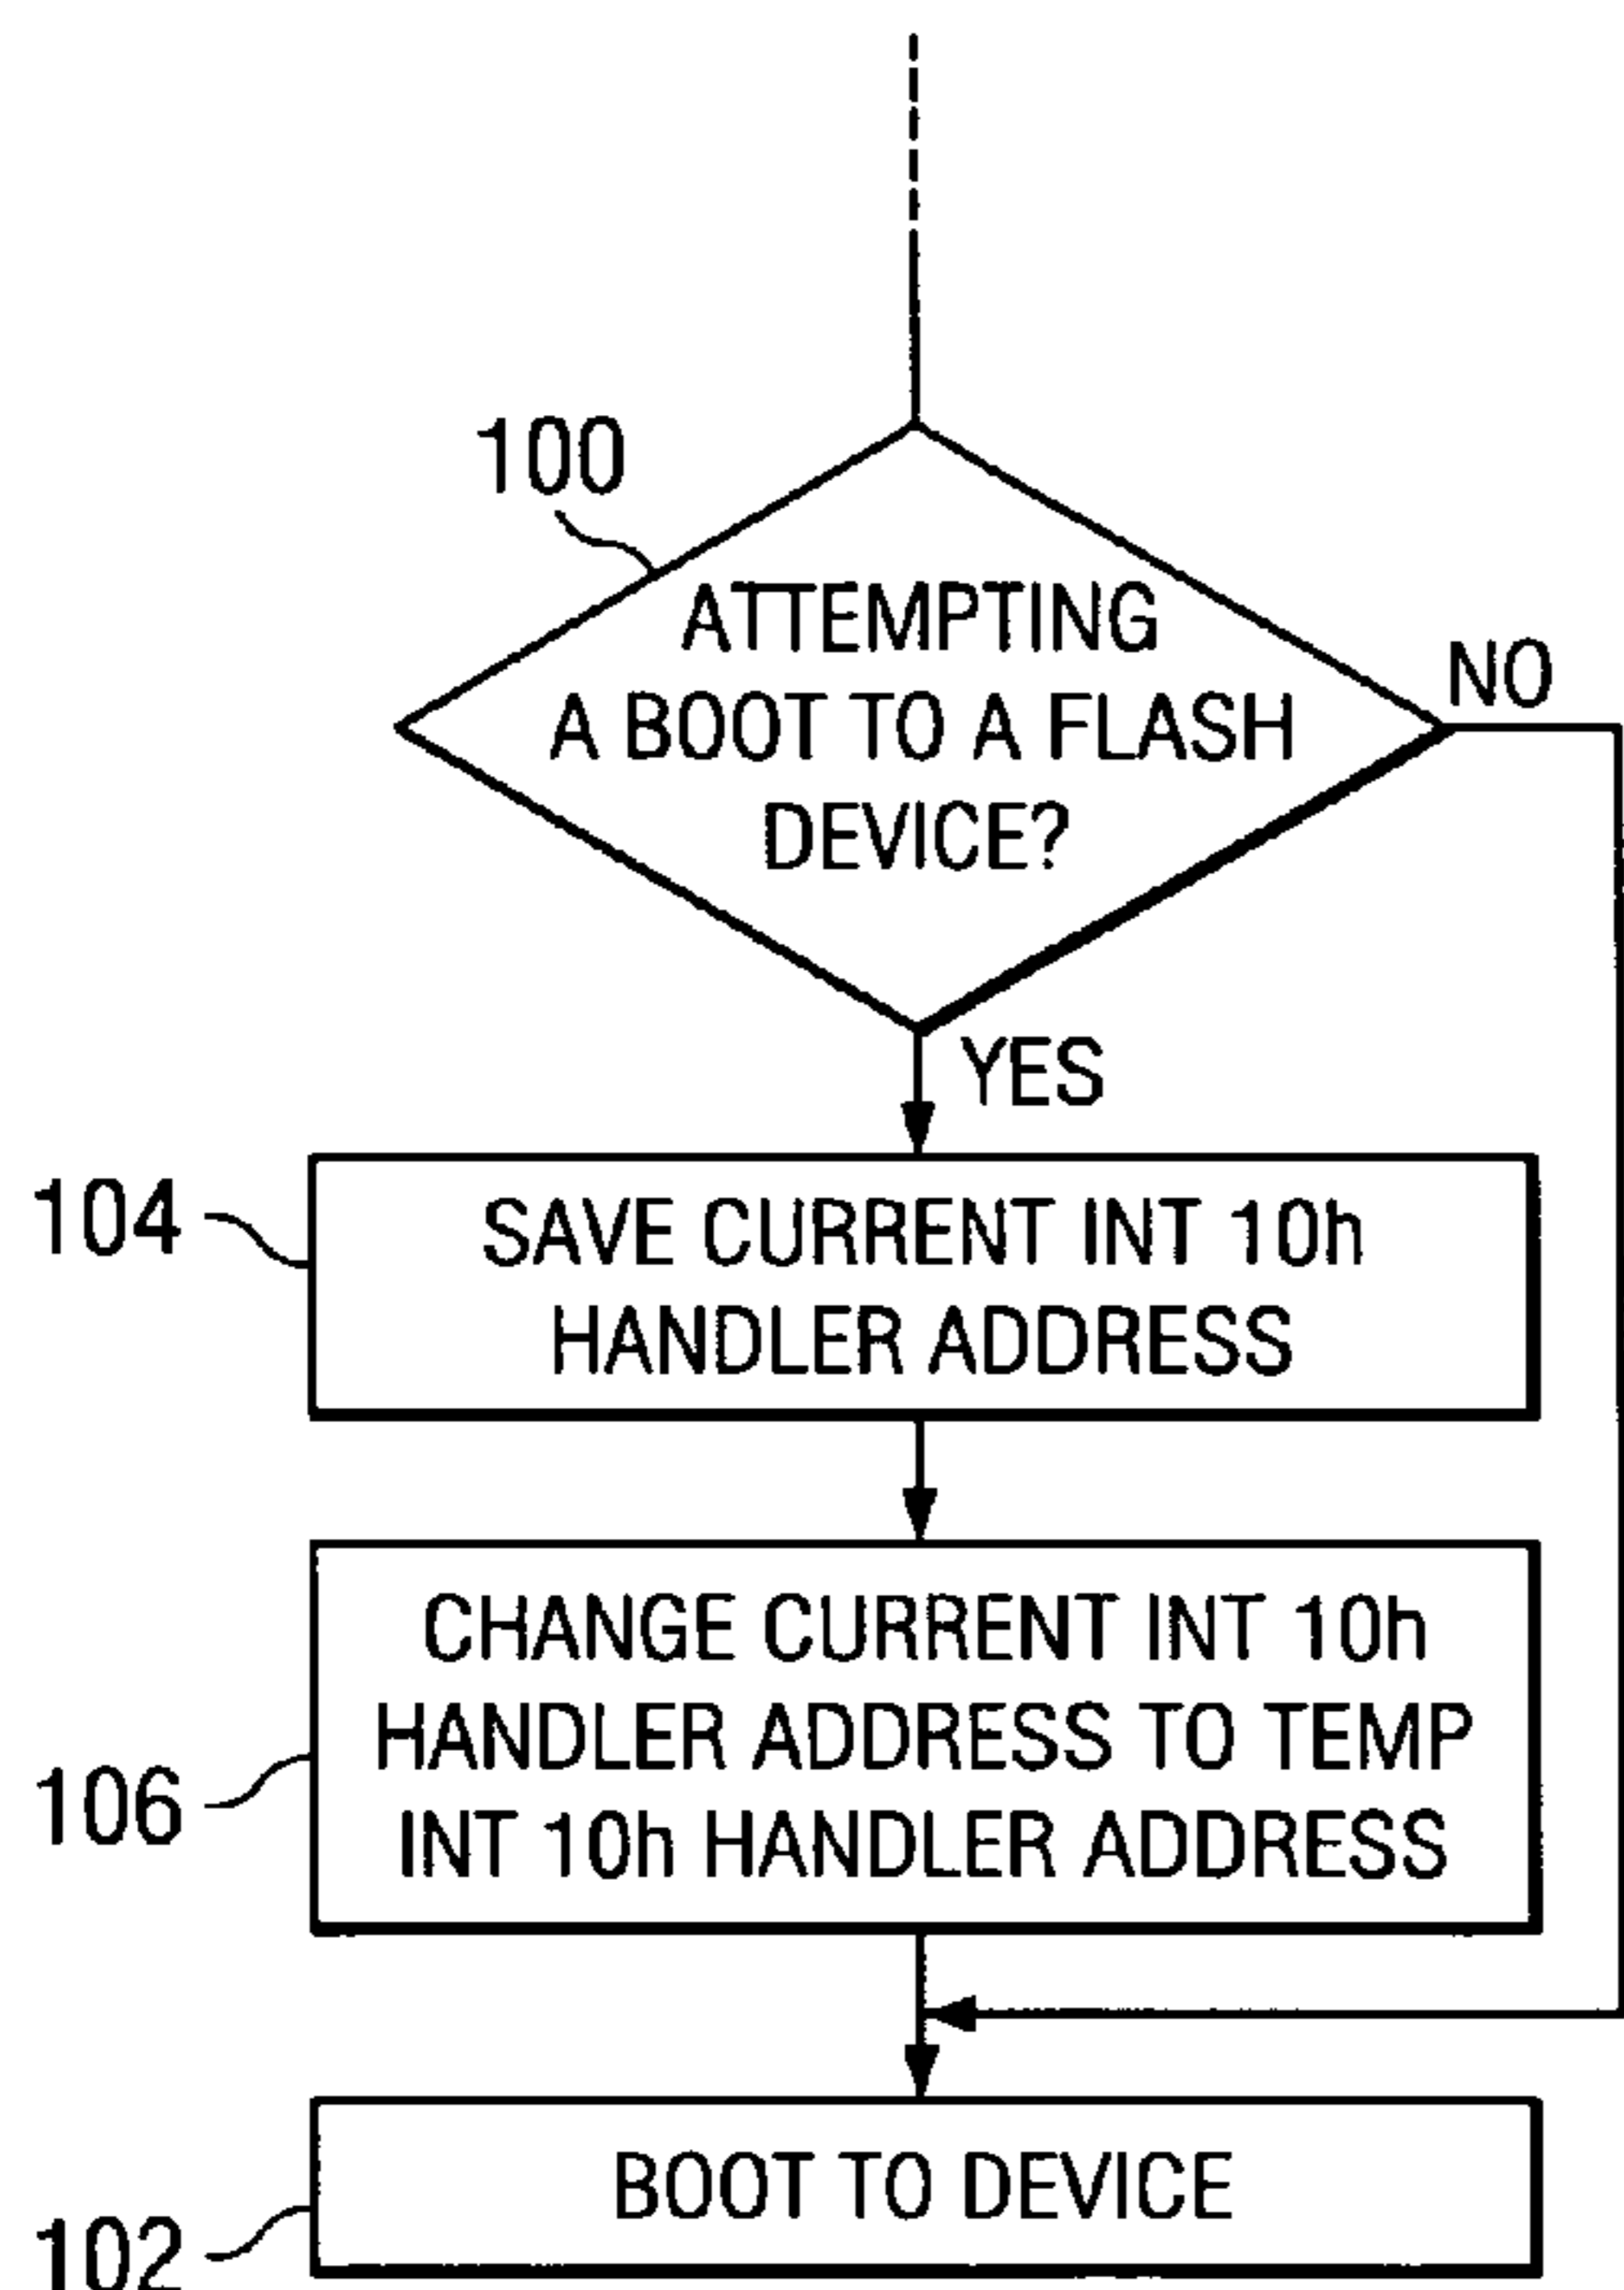 100
ATTEMPTING
A BOOT TO A FLASH
DEVICE?
NO
YES
104
SAVE CURRENT INT 10h
HANDLER ADDRESS
CHANGE CURRENT INT 10h
HANDLER ADDRESS TO TEMP
INT 10h HANDLER ADDRESS
106
BOOT TO DEVICE
102